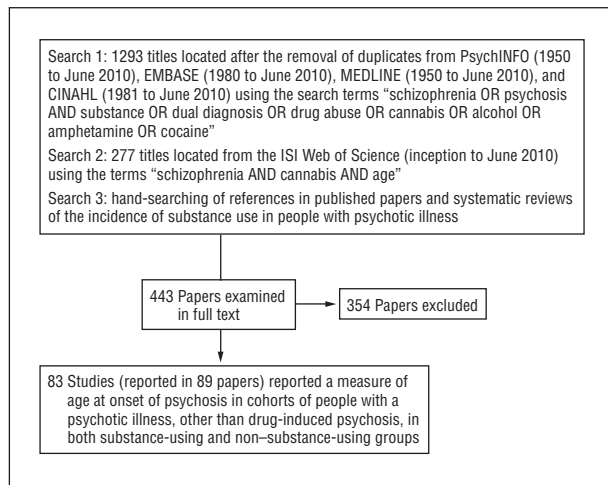 Search 1: 1293 titles located after the removal of duplicates from PsychINFO (1950
to June 2010), EMBASE (1980 to June 2010), MEDLINE (1950 to June 2010), and
CINAHL (1981 to June 2010) using the search terms “schizophrenia OR psychosis
AND substance OR dual diagnosis OR drug abuse OR cannabis OR alcohol OR
amphetamine OR cocaine”
Search 2: 277 titles located from the ISI Web of Science (inception to June 2010)
using the terms “schizophrenia AND cannabis AND age”
Search 3: hand-searching of references in published papers and systematic reviews
of the incidence of substance use in people with psychotic illness
443 Papers examined
in full text
354 Papers excluded
83 Studies (reported in 89 papers) reported a measure of
age at onset of psychosis in cohorts of people with a
psychotic illness, other than drug-induced psychosis, in
both substance-using and non–substance-using groups